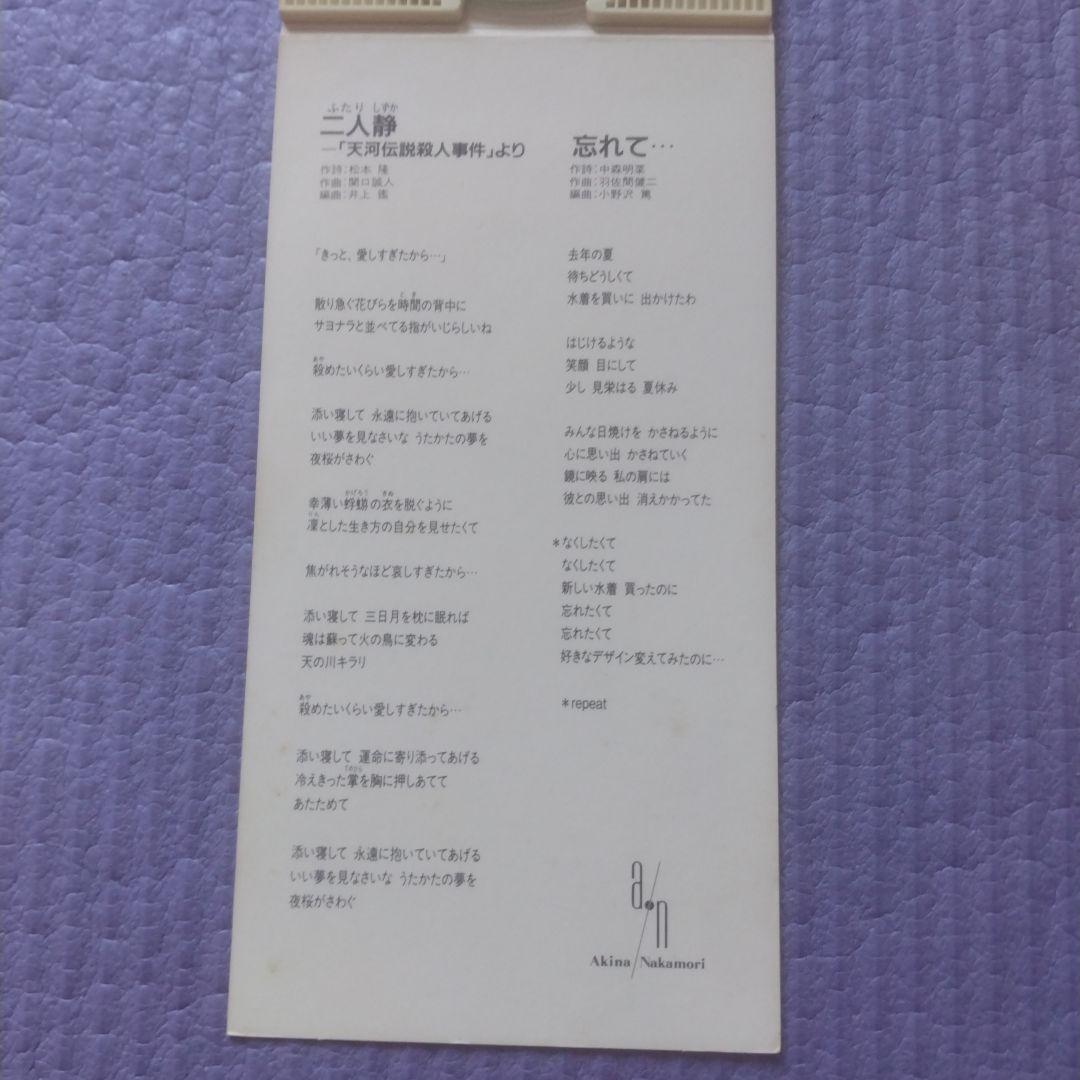 ふたり しずか
二人静
―「天河伝説殺人事件」より
作詩:松本 隆
作曲:関口誠人
編曲:井上 鑑
「きっと、愛しすぎたから…」
散り急ぐ花びらを時間の背中に
とき
サヨナラと並べてる指がいじらしいね
あや
殺めたいくらい愛しすぎたから…
添い寝して 永遠に抱いていてあげる
いい夢を見なさいな うたかたの夢を
夜桜がさわぐ
かげろう きぬ
幸薄い蜉蝣の衣を脱ぐように
りん
凛とした生き方の自分を見せたくて
焦がれそうなほど哀しすぎたから…
添い寝して 三日月を枕に眠れば
魂は蘇って火の鳥に変わる
天の川キラリ
あや
殺めたいくらい愛しすぎたから…
添い寝して 運命に寄り添ってあげる
てのひら
冷えきった掌を胸に押しあてて
あたためて
添い寝して 永遠に抱いていてあげる
いい夢を見なさいな うたかたの夢を
夜桜がさわぐ
忘れて…
作詩:中森明菜
作曲:羽佐間健二
編曲:小野沢 篤
去年の夏
待ちどうしくて
水着を買いに 出かけたわ
はじけるような
笑顔 目にして
少し 見栄はる 夏休み
みんな日焼けを かさねるように
心に思い出 かさねていく
鏡に映る 私の肩には
彼との思い出 消えかかってた
*なくしたくて
なくしたくて
新しい水着 買ったのに
忘れたくて
忘れたくて
好きなデザイン変えてみたのに…
*repeat
a n
Akina Nakamori